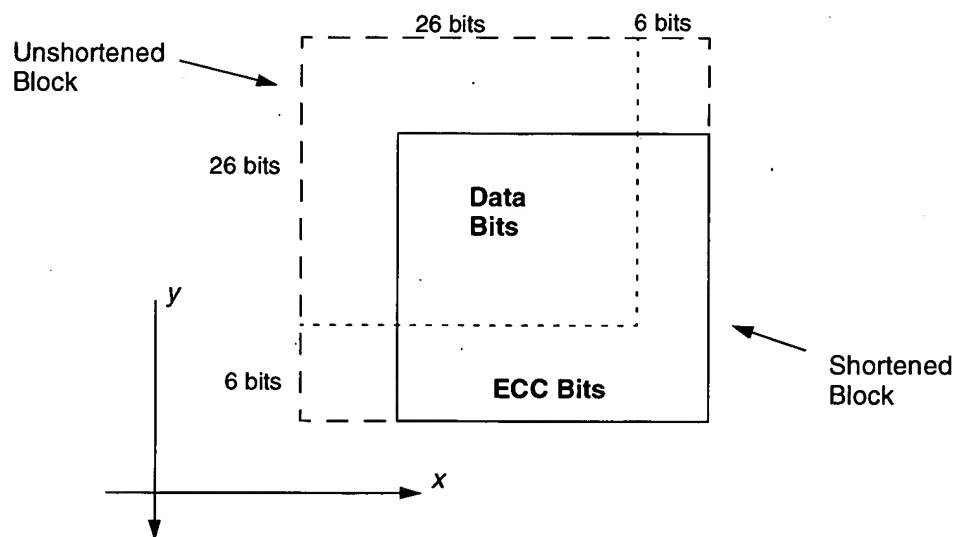 26 bits
6 bits
Unshortened
Block
26 bits
Data
Bits
y
Shortened
Block
6 bits
ECC Bits
x